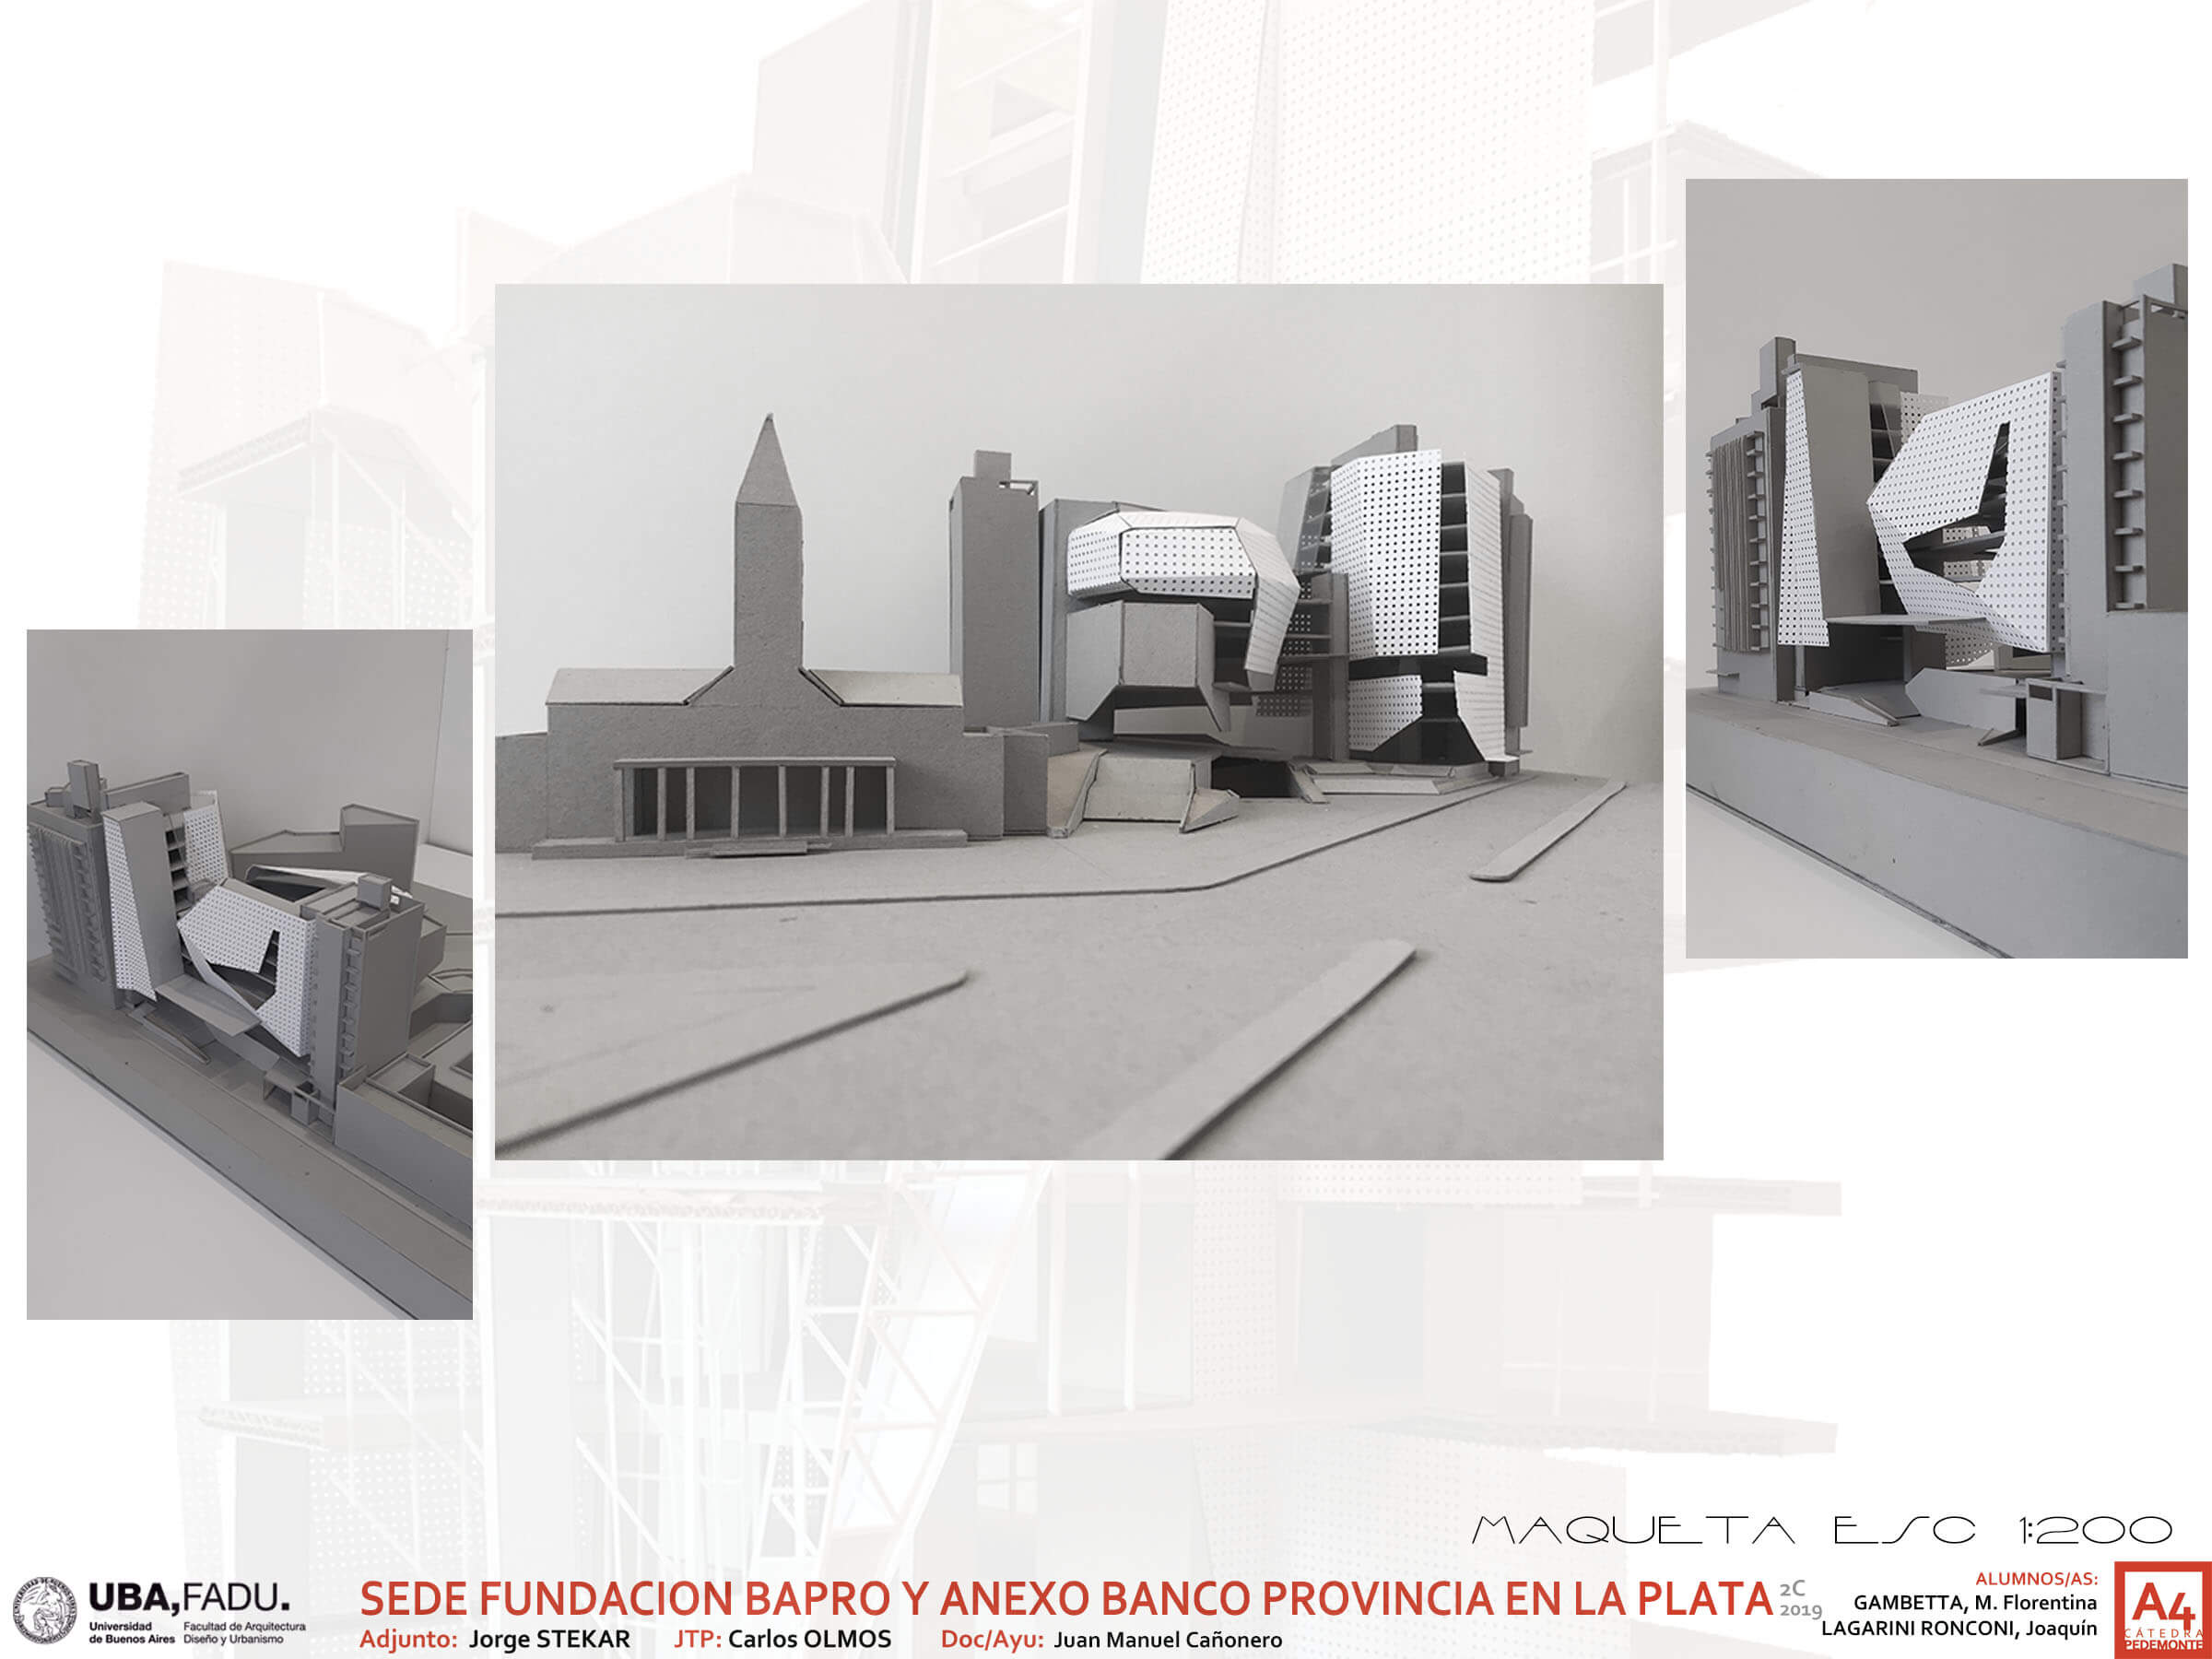 MAQUETA ESC 1:200
UBA,FADU.
Universidad de Buenos Aires
Facultad de Arquitectura Diseño y Urbanismo
SEDE FUNDACION BAPRO Y ANEXO BANCO PROVINCIA EN LA PLATA
2C
2019
Adjunto: Jorge STEKAR JTP: Carlos OLMOS Doc/Ayu: Juan Manuel Cañonero
ALUMNOS/AS:
GAMBETTA, M. Florentina
LAGARINI RONCONI, Joaquín
A4
CÁTEDRA
PEDEMONTE